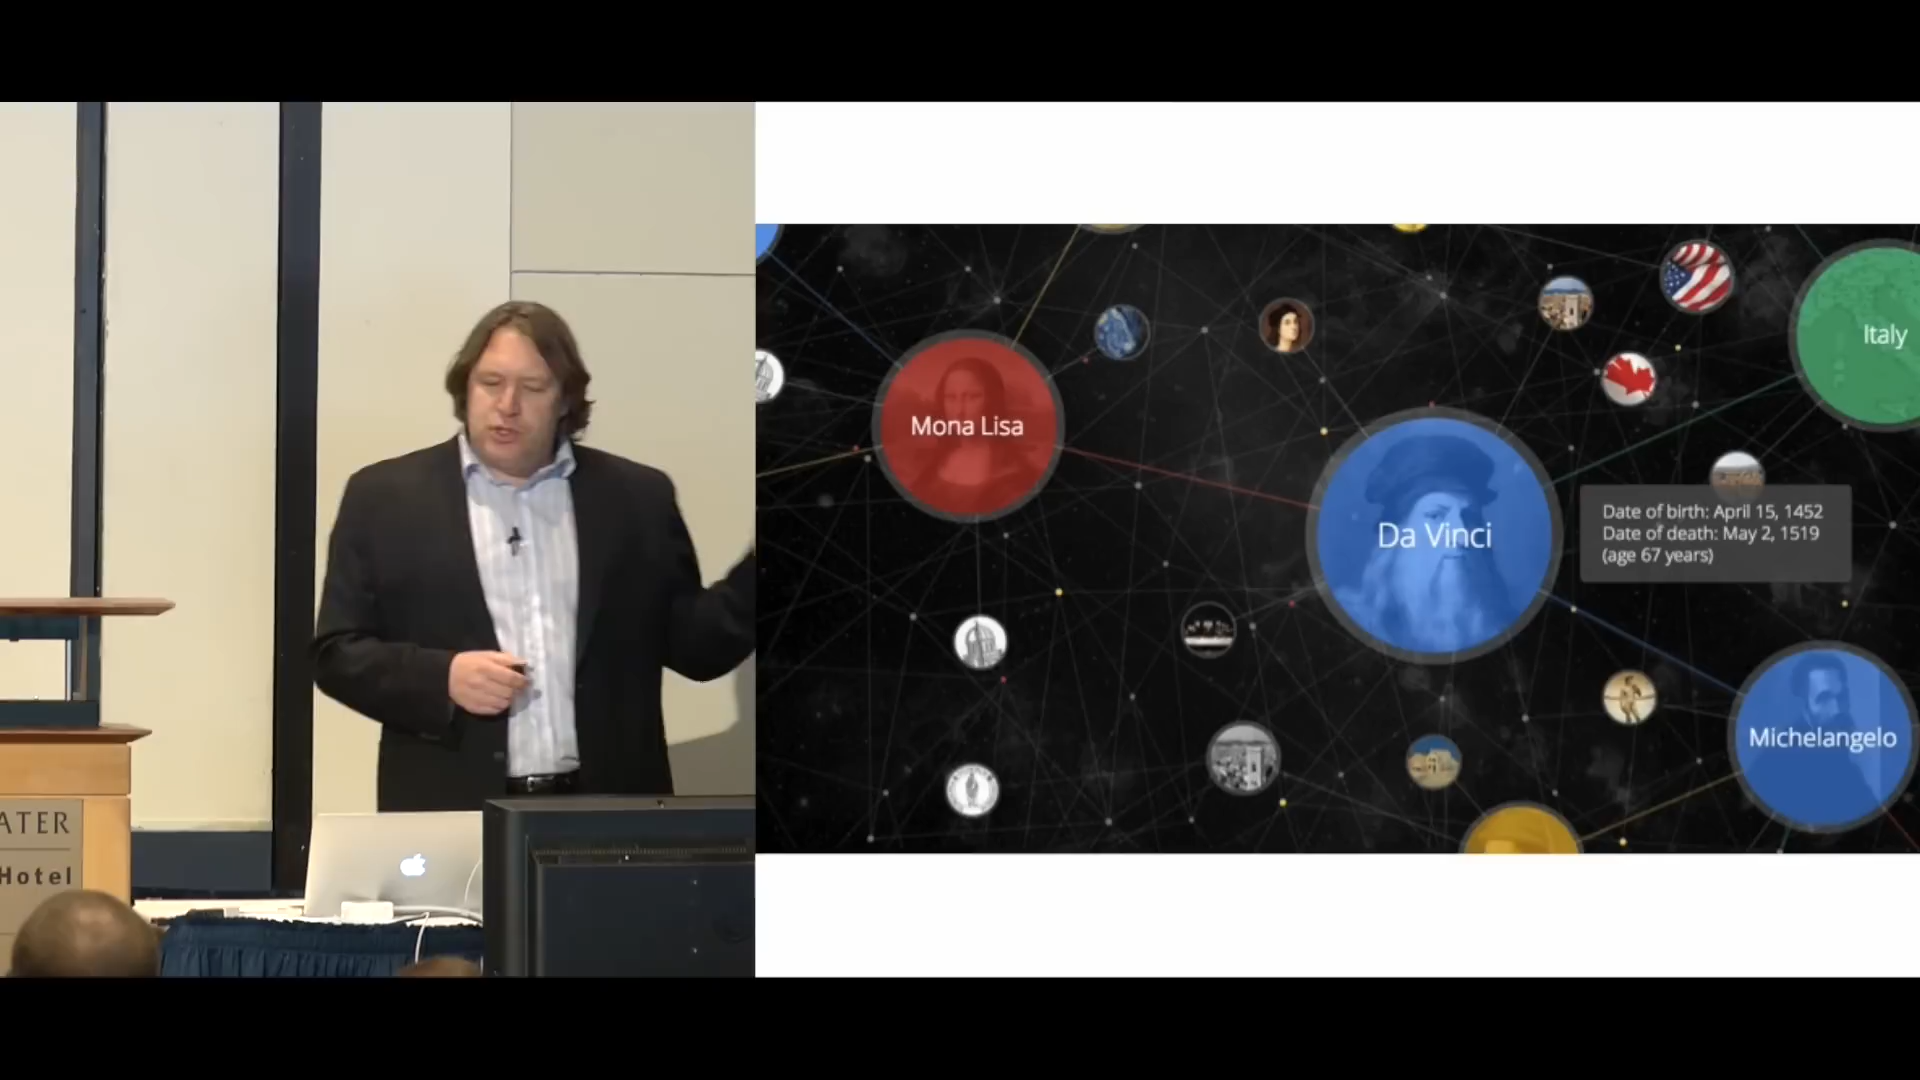 ATER
Hotel
Mona Lisa
Da Vinci
Italy
Date of birth: April 15, 1452
Date of death: May 2, 1519
(age 67 years)
Michelangelo